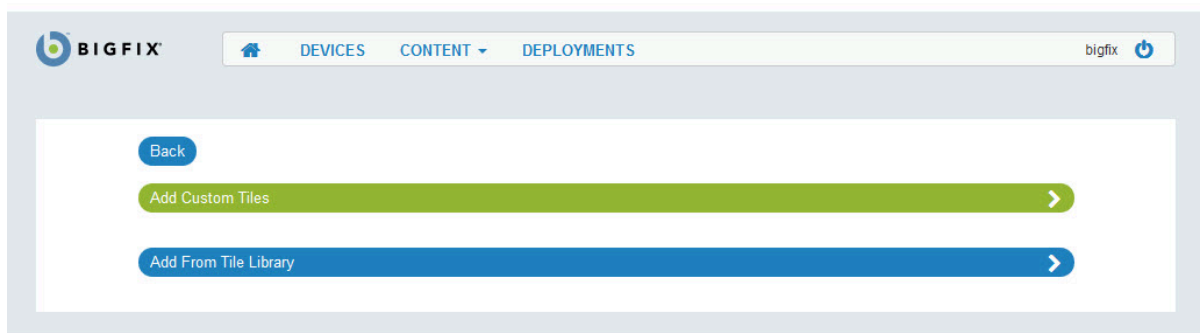 BIGFIX DEVICES CONTENT DEPLOYMENTS bigfix
Back
Add Custom Tiles
Add From Tile Library